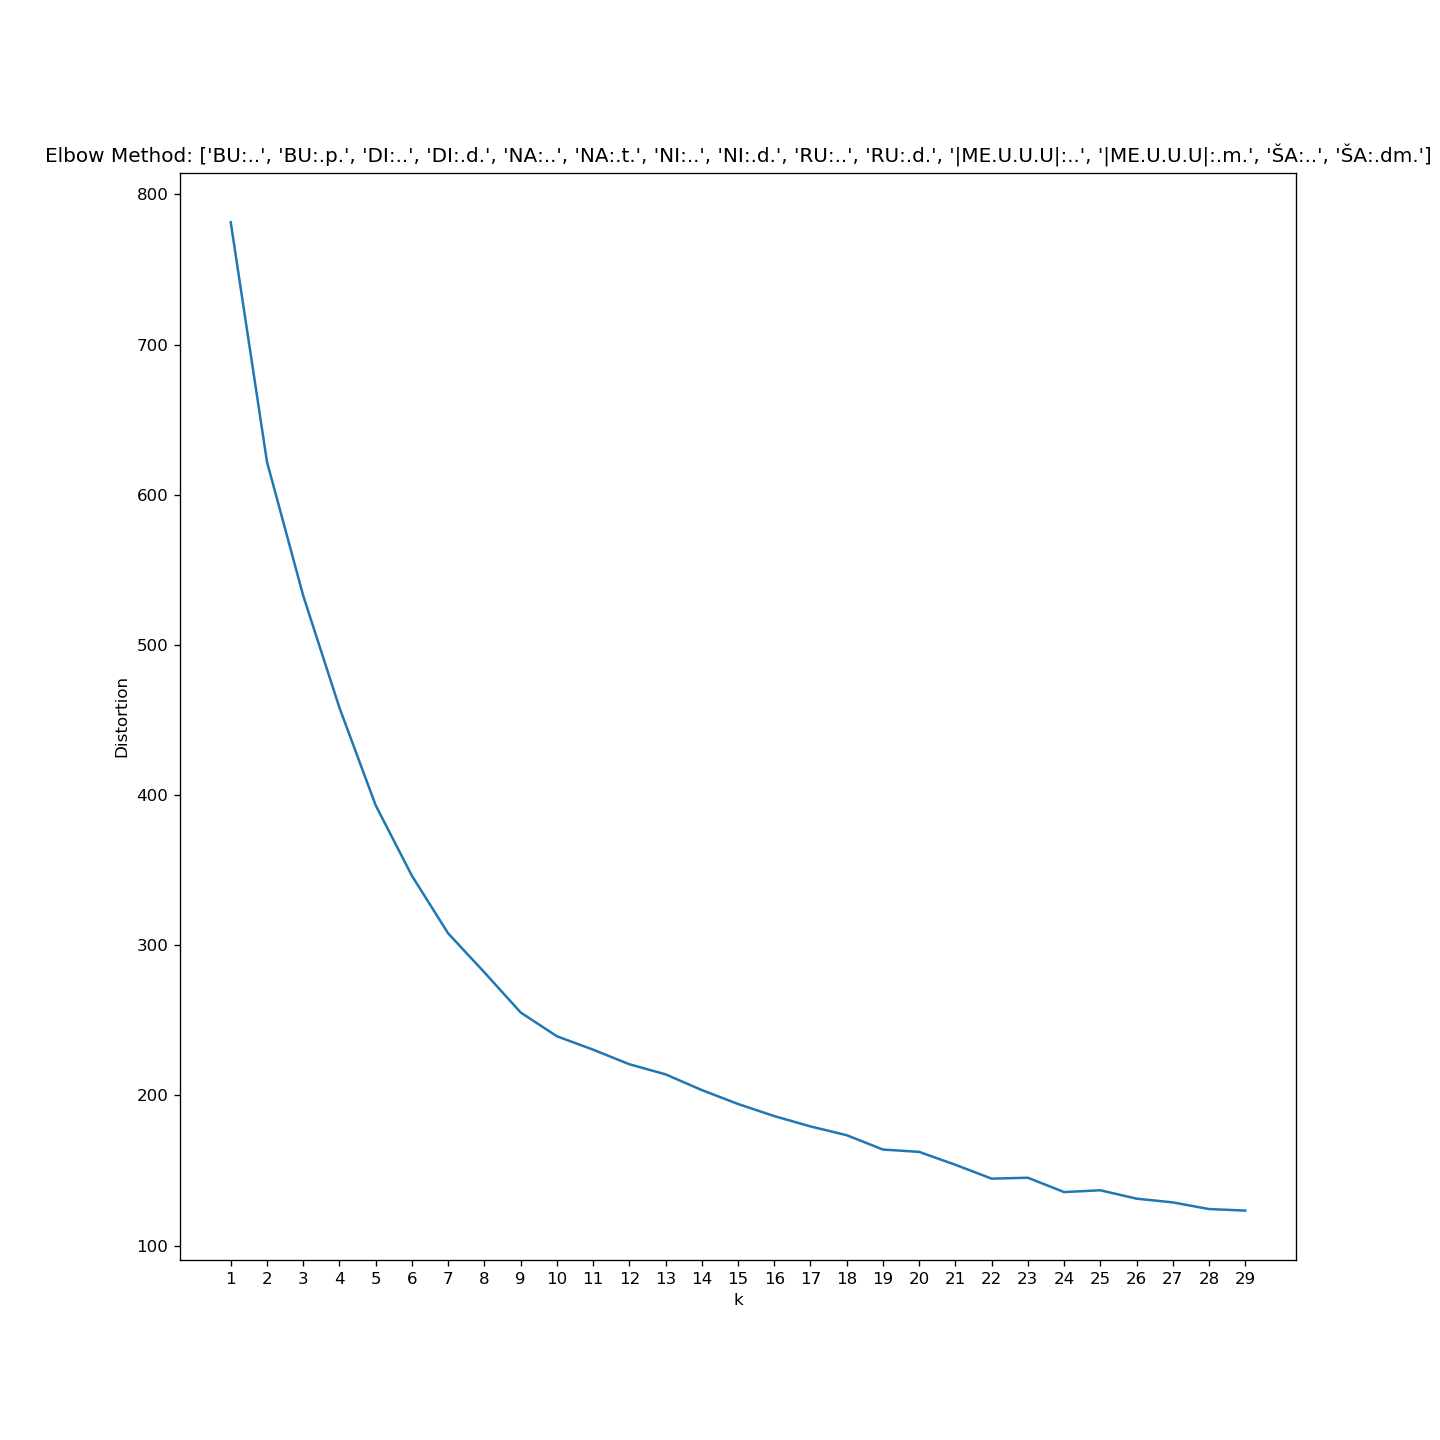 Elbow Method: ['BU:..', 'BU:.p.', 'DI:..', 'DI:.d.', 'NA:..', 'NA:.t.', 'NI:..', 'NI:.d.', 'RU:..', 'RU:.d.', '|ME.U.U.U|:..', '|ME.U.U.U|:.m.', 'ŠA:..', 'ŠA:.dm.']
800
700
600
500
400
300
200
100
Distortion
1 2 3 4 5 6 7 8 9 10 11 12 13 14 15 16 17 18 19 20 21 22 23 24 25 26 27 28 29
k